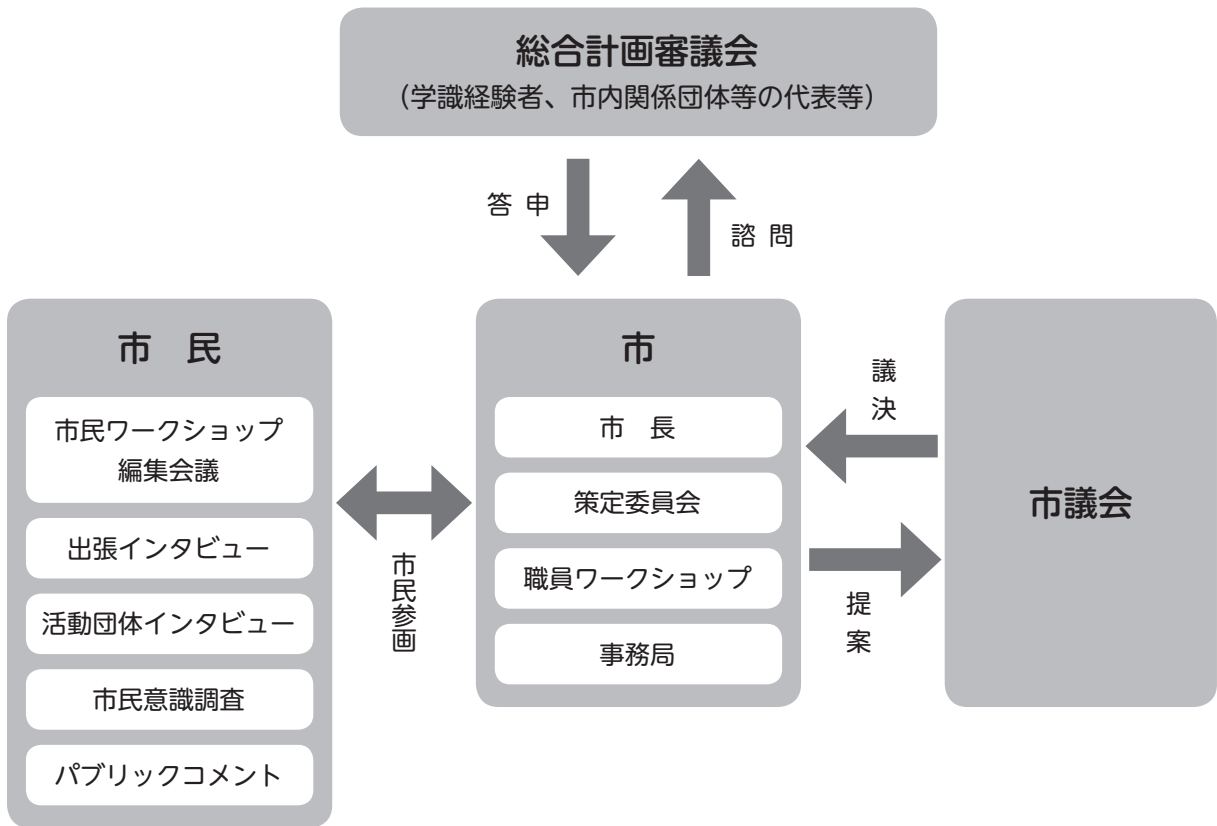 総合計画審議会
（学識経験者、市内関係団体等の代表等）
答 申
諮 問
市　民
市民ワークショップ
編集会議
出張インタビュー
活動団体インタビュー
市民意識調査
パブリックコメント
市民参画
市
市　長
策定委員会
職員ワークショップ
事務局
議決
提案
市議会